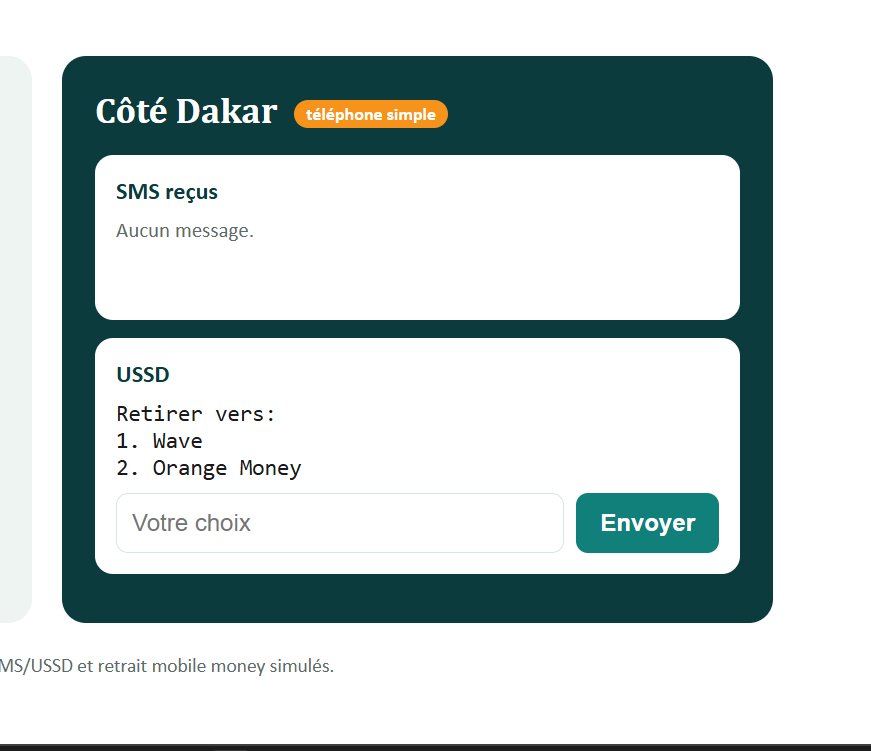 Côté Dakar
téléphone simple
SMS reçus
Aucun message.
USSD
Retirer vers:
1. Wave
2. Orange Money
Votre choix
Envoyer
MS/USSD et retrait mobile money simulés.